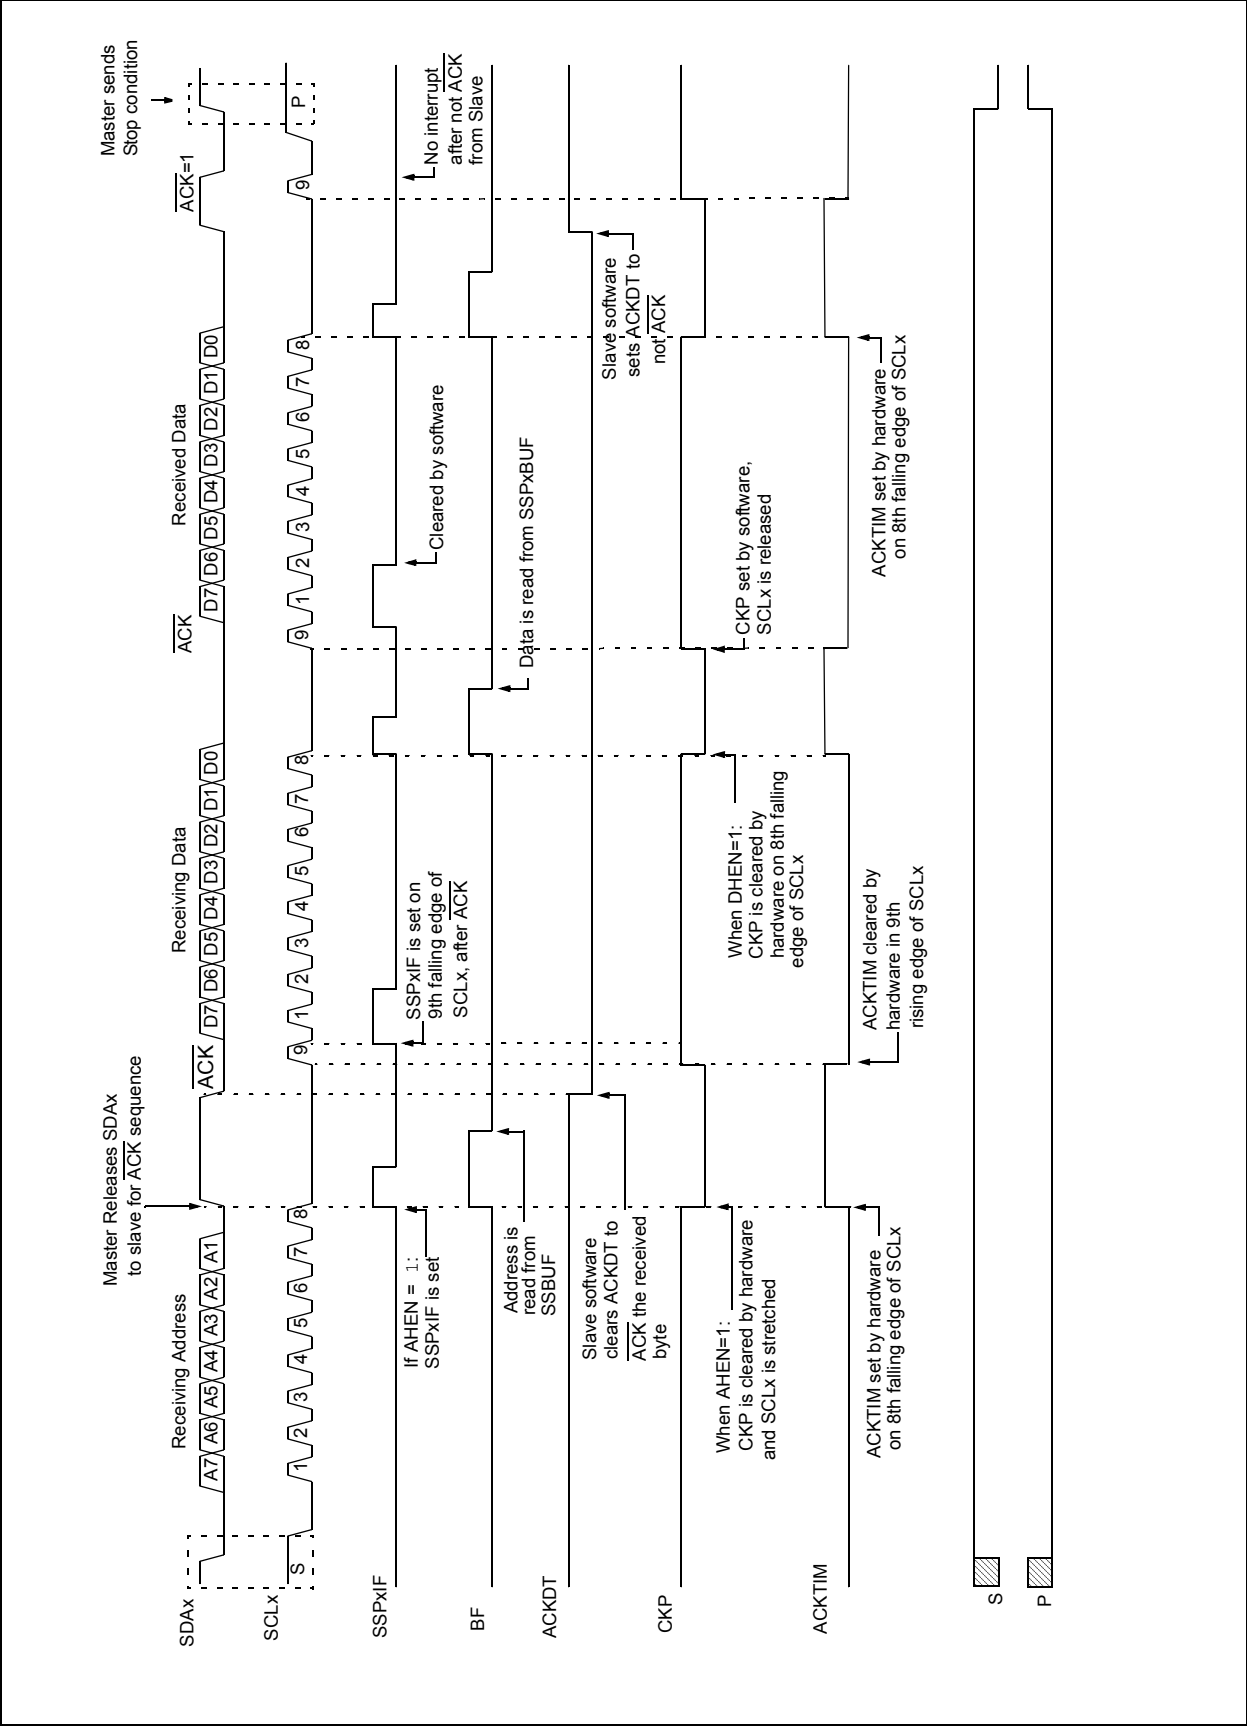 Master Releases SDAx
to slave for ACK sequence
Master sends
Stop condition
Receiving Address
Receiving Data
ACK
Received Data
ACK
ACK=1
SDAx
A7 A6 A5 A4 A3 A2 A1
ACK
D7 D6 D5 D4 D3 D2 D1 D0
D7 D6 D5 D4 D3 D2 D1 D0
SCLx
S
1 2 3 4 5 6 7 8
9
1 2 3 4 5 6 7 8
9
1 2 3 4 5 6 7 8
9
P
SSPxIF
If AHEN = 1:
SSPxIF is set
SSPxIF is set on
9th falling edge of
SCLx, after ACK
Cleared by software
No interrupt
after not ACK
from Slave
BF
Address is
read from
SSBUF
Data is read from SSPxBUF
ACKDT
Slave software
clears ACKDT to
ACK the received
byte
Slave software
sets ACKDT to
not ACK
CKP
When AHEN=1:
CKP is cleared by hardware
and SCLx is stretched
When DHEN=1:
CKP is cleared by
hardware on 8th falling
edge of SCLx
CKP set by software,
SCLx is released
ACKTIM
ACKTIM set by hardware
on 8th falling edge of SCLx
ACKTIM cleared by
hardware in 9th
rising edge of SCLx
ACKTIM set by hardware
on 8th falling edge of SCLx
S
P